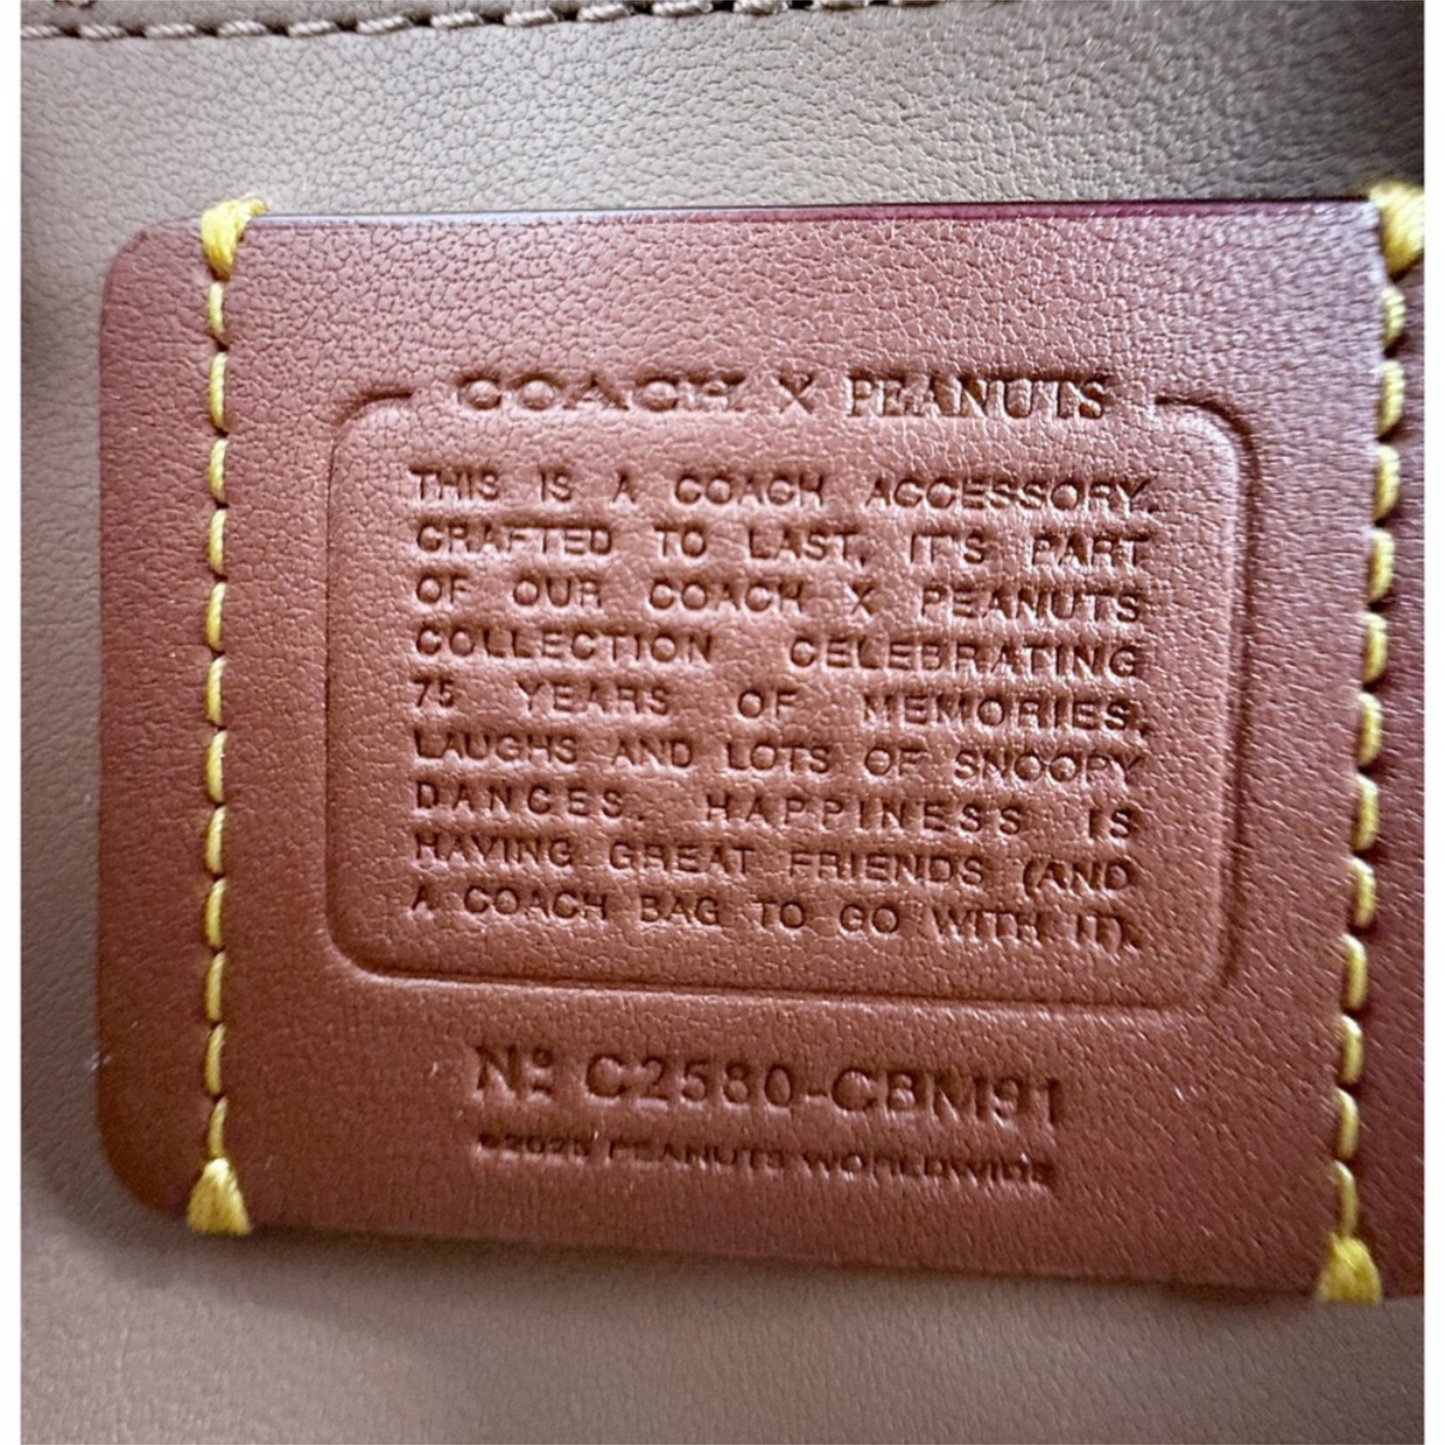 COACH X PEANUTS
THIS IS A COACH ACCESSORY.
CRAFTED TO LAST, IT'S PART
OF OUR COACH X PEANUTS
COLLECTION CELEBRATING
75 YEARS OF MEMORIES,
LAUGHS AND LOTS OF SNOOPY
DANCES. HAPPINESS IS
HAVING GREAT FRIENDS (AND
A COACH BAG TO GO WITH IT).
Nº C2580-CBM91
©2025 PEANUTS WORLDWIDE